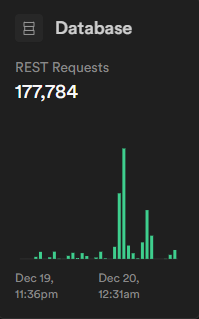 Database
REST Requests
177,784
Dec 19,
11:36pm
Dec 20,
12:31am